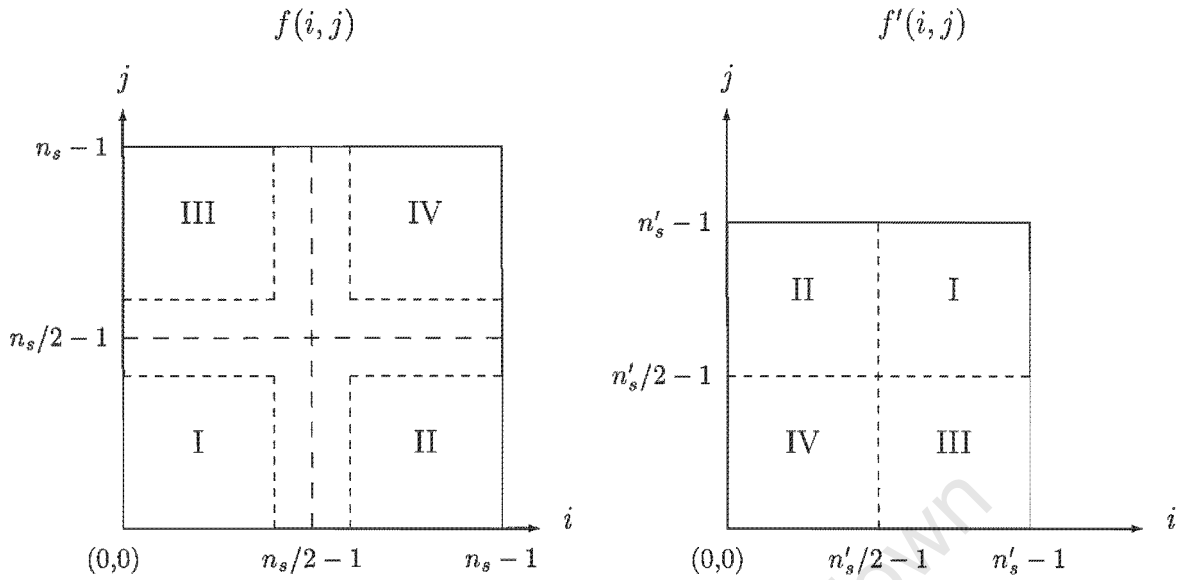 f(i, j)
f′(i, j)
j
n_s − 1
III
IV
n_s/2 − 1
I
II
i
(0,0)
n_s/2 − 1
n_s − 1
j
n′_s − 1
II
I
n′_s/2 − 1
IV
III
i
(0,0)
n′_s/2 − 1
n′_s − 1